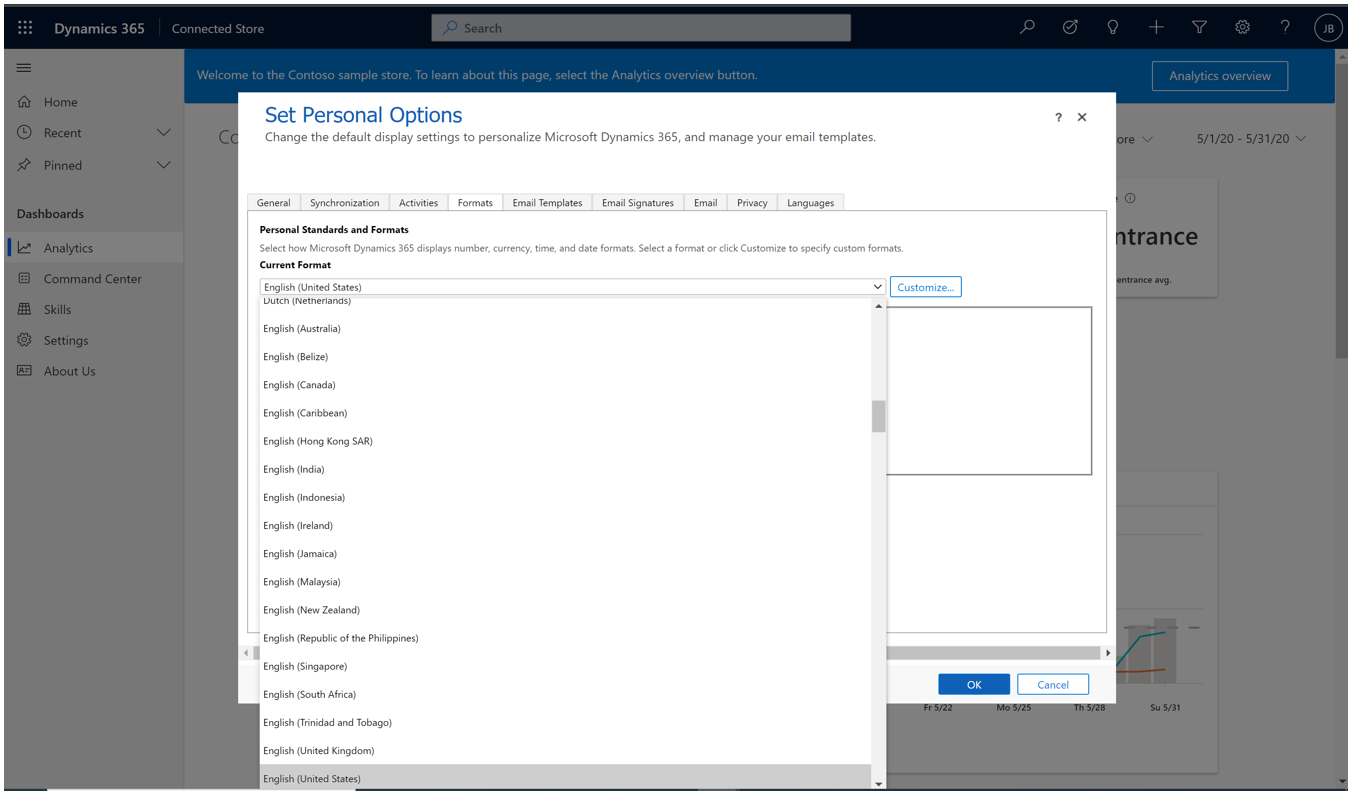 Dynamics 365
Connected Store
Search
JB
Welcome to the Contoso sample store. To learn about this page, select the Analytics overview button.
Analytics overview
Home
Recent
Pinned
Dashboards
Analytics
Command Center
Skills
Settings
About Us
5/1/20 - 5/31/20
entrance avg.
Set Personal Options
Change the default display settings to personalize Microsoft Dynamics 365, and manage your email templates.
General Synchronization Activities Formats Email Templates Email Signatures Email Privacy Languages
Personal Standards and Formats
Select how Microsoft Dynamics 365 displays number, currency, time, and date formats. Select a format or click Customize to specify custom formats.
Current Format
English (United States)
Customize...
Dutch (Netherlands)
English (Australia)
English (Belize)
English (Canada)
English (Caribbean)
English (Hong Kong SAR)
English (India)
English (Indonesia)
English (Ireland)
English (Jamaica)
English (Malaysia)
English (New Zealand)
English (Republic of the Philippines)
English (Singapore)
English (South Africa)
English (Trinidad and Tobago)
English (United Kingdom)
English (United States)
OK
Cancel
Fr 5/22
Mo 5/25
Th 5/28
Su 5/31